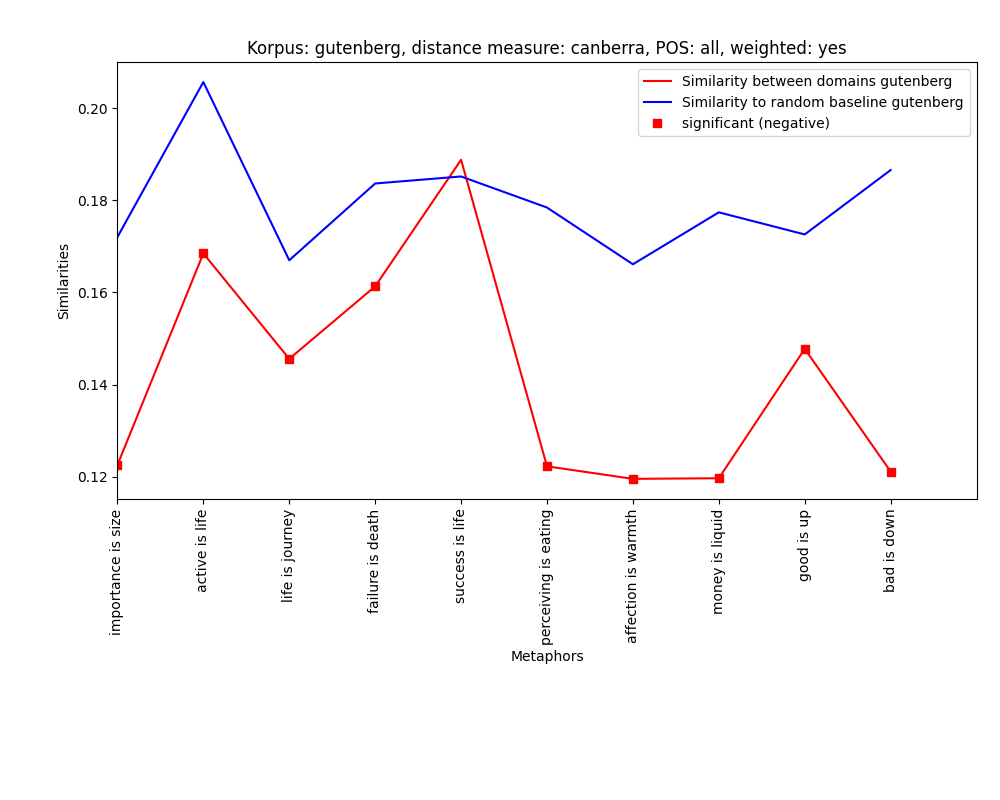 Korpus: gutenberg, distance measure: canberra, POS: all, weighted: yes
Similarity between domains gutenberg
Similarity to random baseline gutenberg
significant (negative)
0.20
0.18
0.16
0.14
0.12
Similarities
importance is size
active is life
life is journey
failure is death
success is life
perceiving is eating
affection is warmth
money is liquid
good is up
bad is down
Metaphors